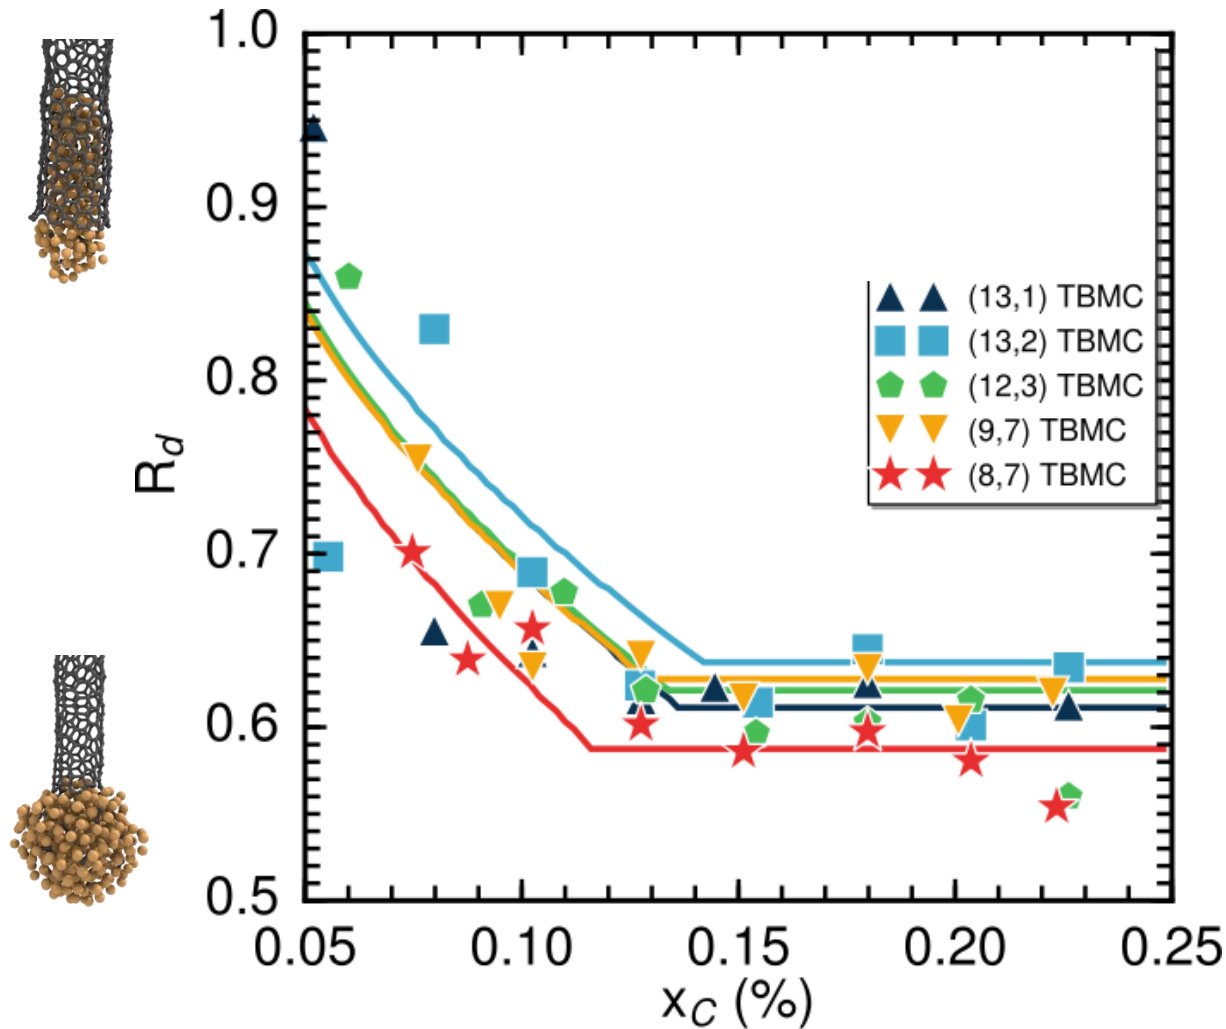 1.0
0.9
0.8
0.7
0.6
0.5
R_d
(13,1) TBMC
(13,2) TBMC
(12,3) TBMC
(9,7) TBMC
(8,7) TBMC
0.05 0.10 0.15 0.20 0.25
x_C (%)